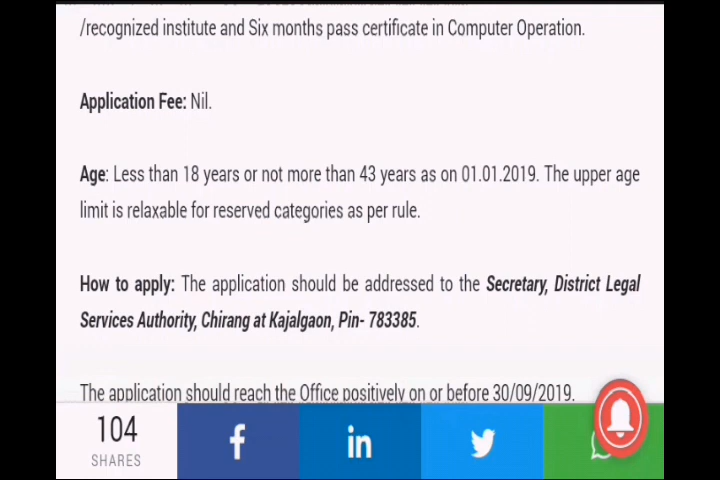 /recognized institute and Six months pass certificate in Computer Operation.
Application Fee: Nil.
Age: Less than 18 years or not more than 43 years as on 01.01.2019. The upper age
limit is relaxable for reserved categories as per rule.
How to apply: The application should be addressed to the Secretary, District Legal
Services Authority, Chirang at Kajalgaon, Pin- 783385.
The application should reach the Office positively on or before 30/09/2019.
104
SHARES